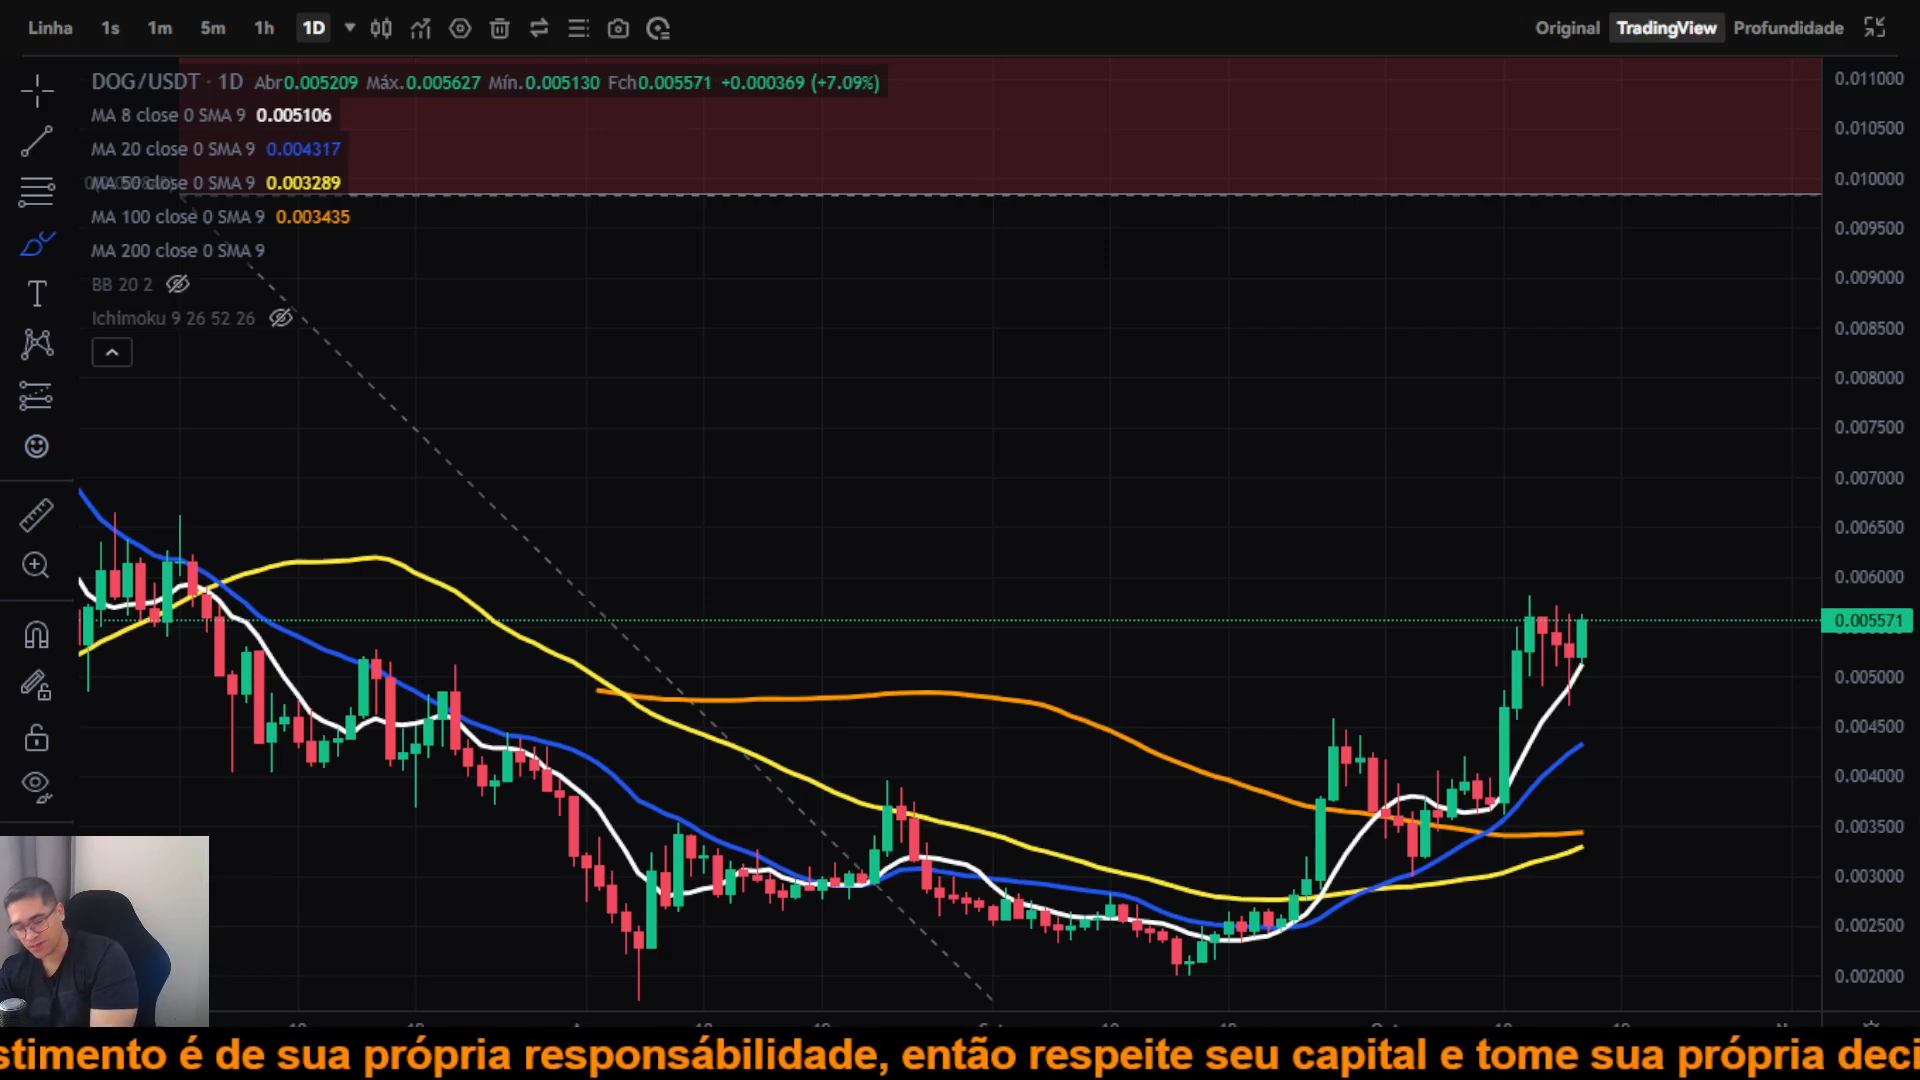 Linha 1s 1m 5m 1h 1D Original TradingView Profundidade
DOG/USDT · 1D Abr0.005209 Máx.0.005627 Mín.0.005130 Fch0.005571 +0.000369 (+7.09%)
MA 8 close 0 SMA 9 0.005106
MA 20 close 0 SMA 9 0.004317
MA 50 close 0 SMA 9 0.003289
MA 100 close 0 SMA 9 0.003435
MA 200 close 0 SMA 9
BB 20 2
Ichimoku 9 26 52 26
0.011000
0.010500
0.010000
0.009500
0.009000
0.008500
0.008000
0.007500
0.007000
0.006500
0.006000
0.005571
0.005000
0.004500
0.004000
0.003500
0.003000
0.002500
0.002000
stimento é de sua própria responsábilidade, então respeite seu capital e tome sua própria deci